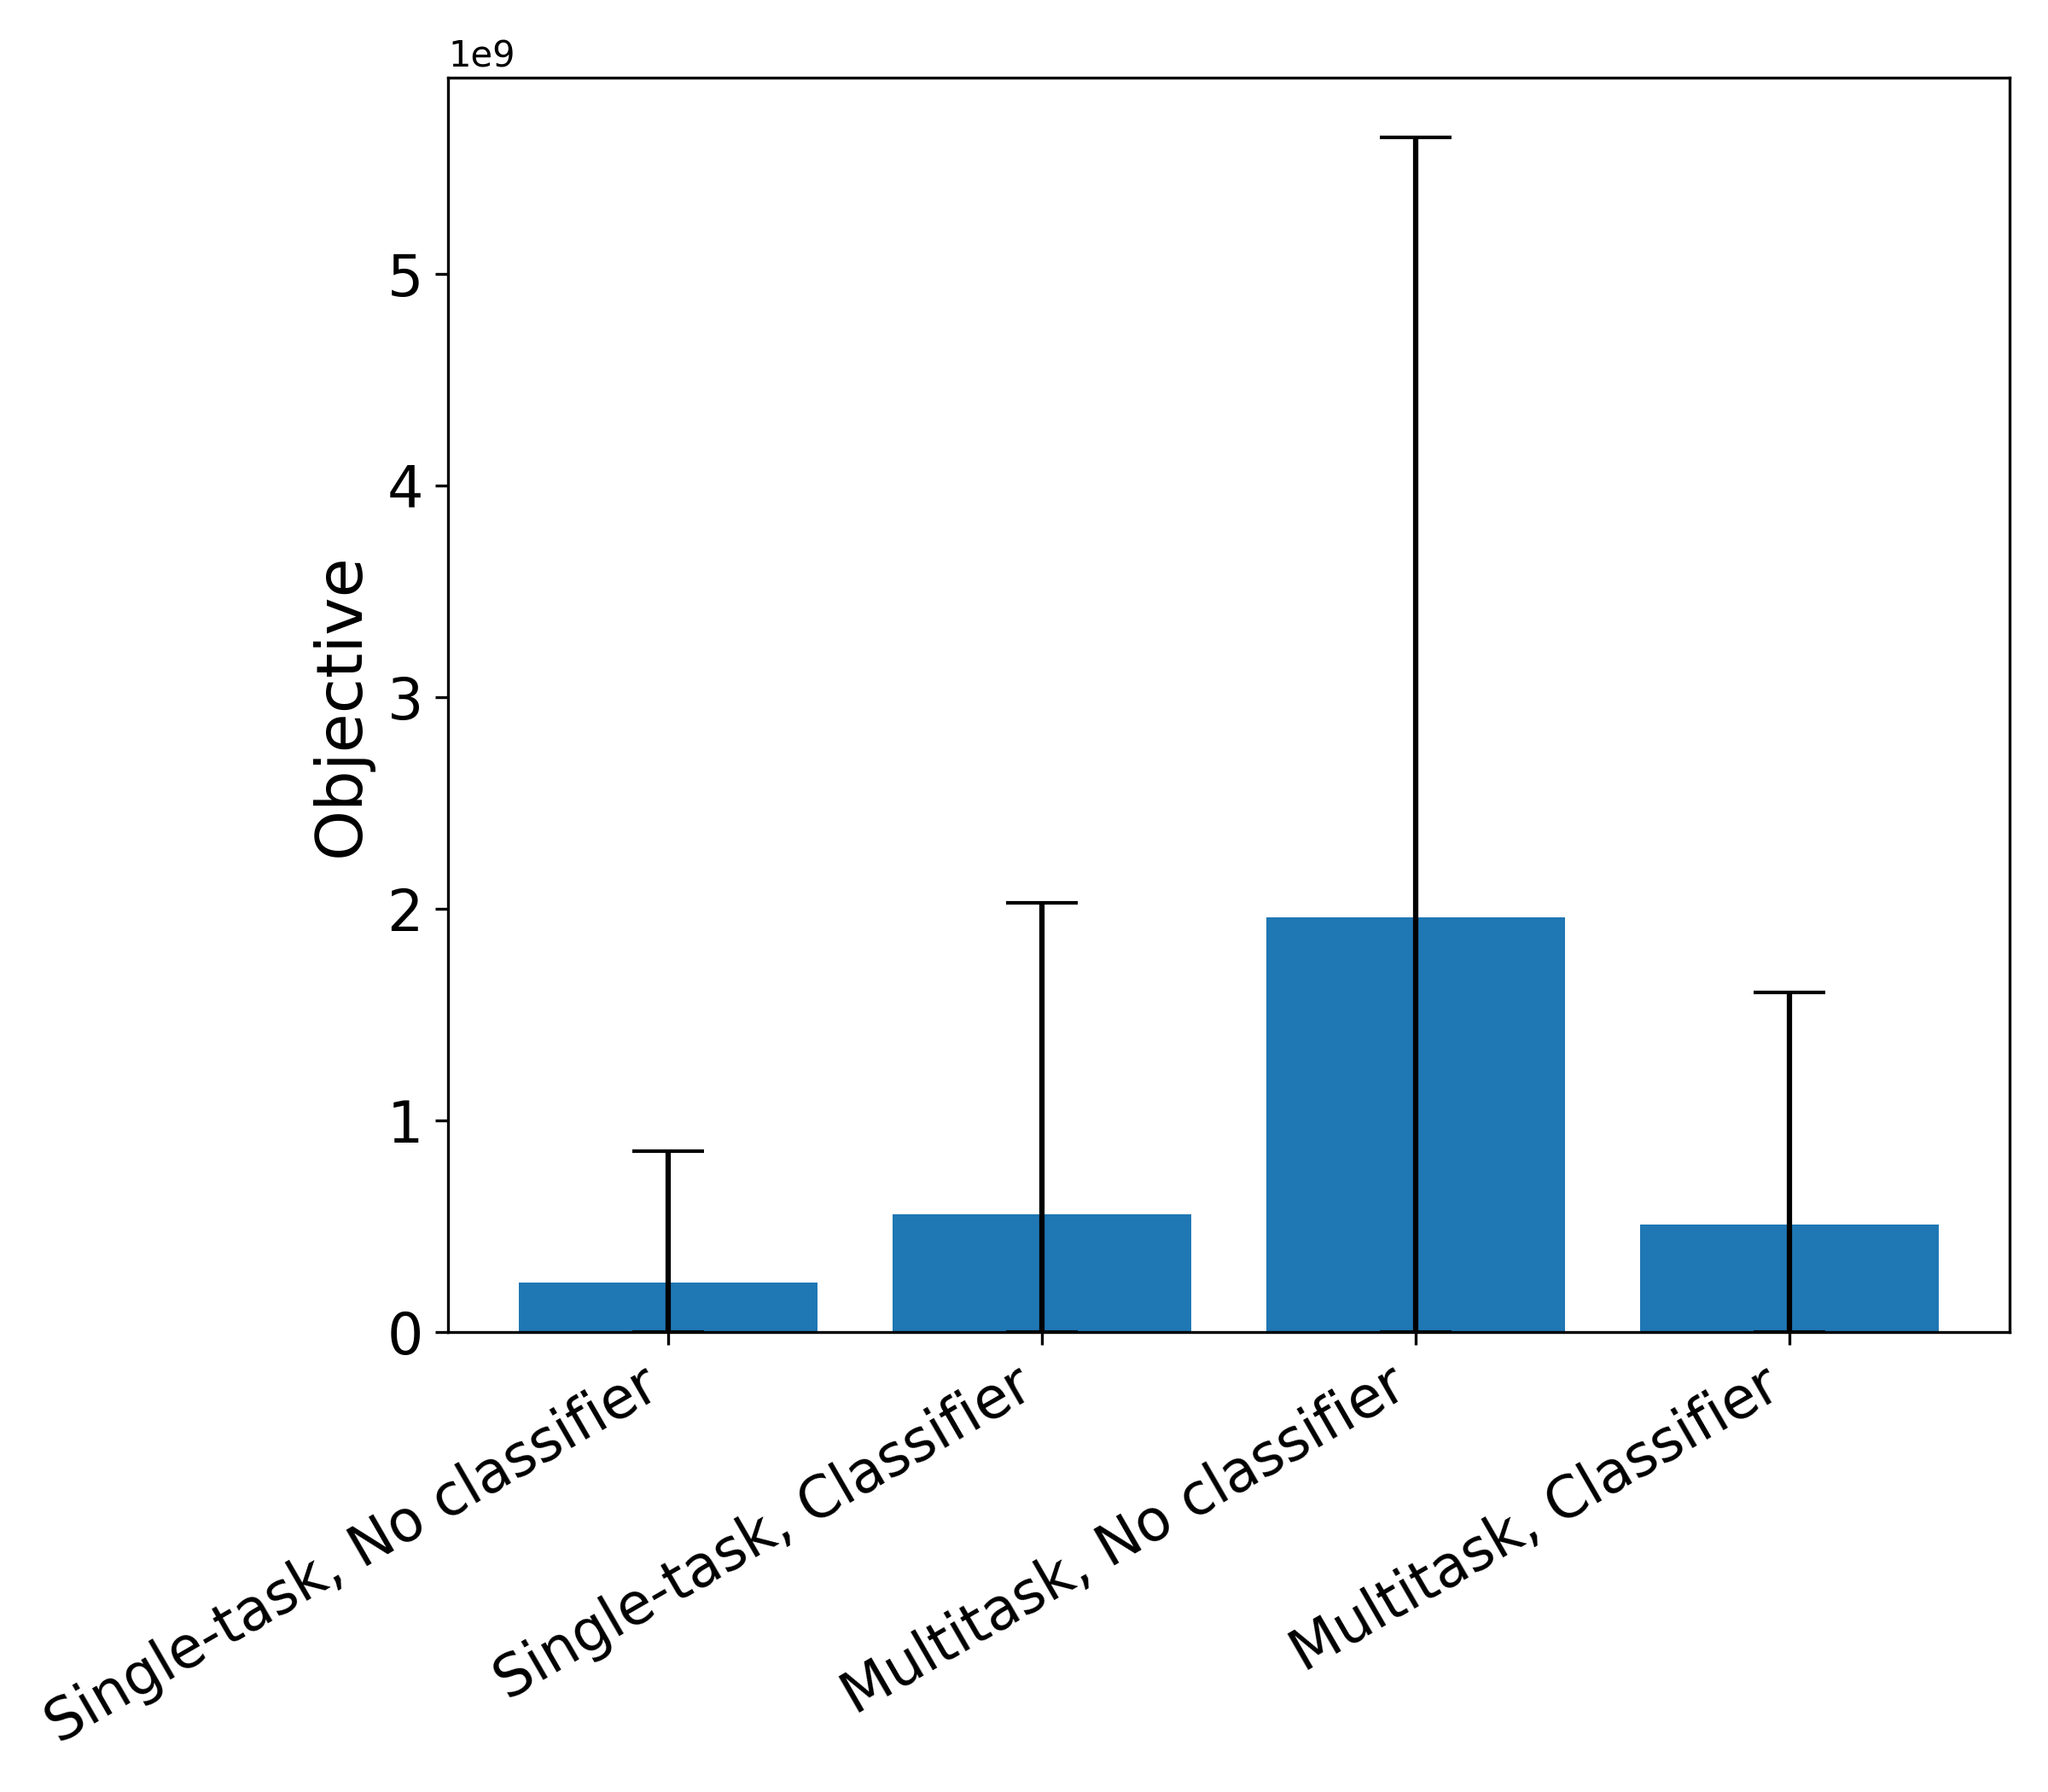 1e9
Objective
5
4
3
2
1
0
Single-task, No classifier
Single-task, Classifier
Multitask, No classifier
Multitask, Classifier